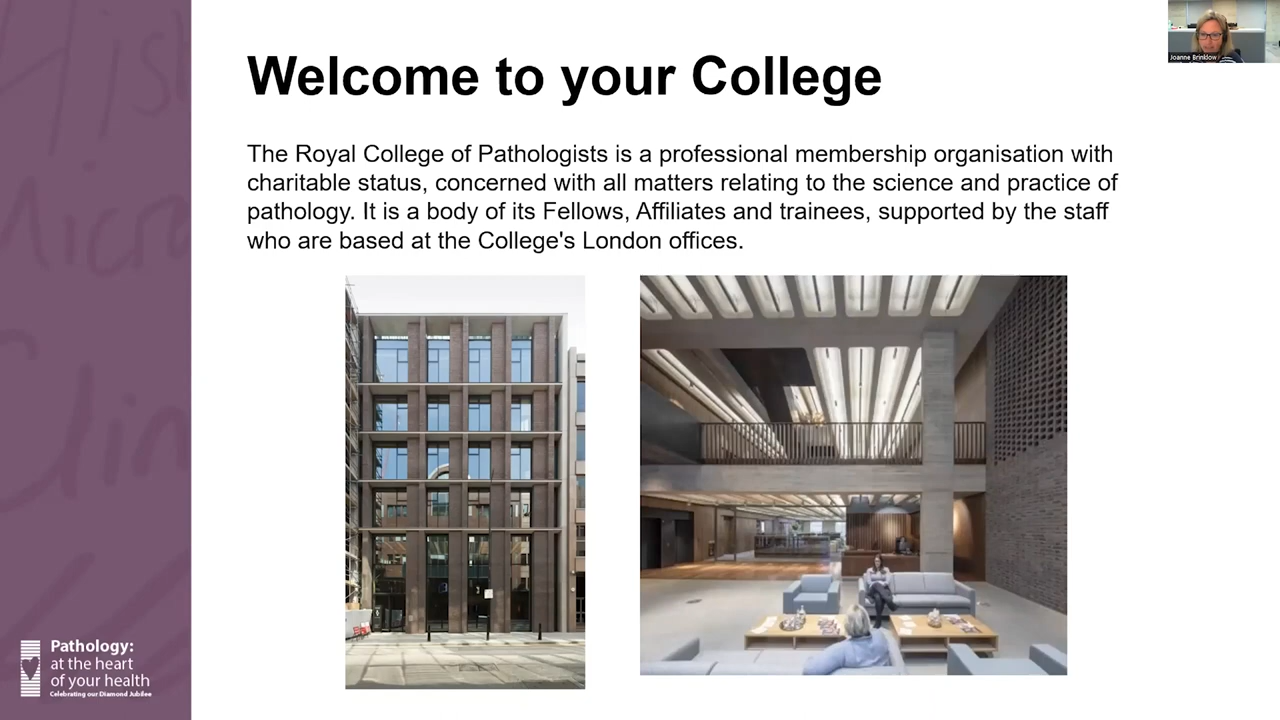 Welcome to your College
The Royal College of Pathologists is a professional membership organisation with
charitable status, concerned with all matters relating to the science and practice of
pathology. It is a body of its Fellows, Affiliates and trainees, supported by the staff
who are based at the College's London offices.
Joanne Brinklow
Pathology:
at the heart
of your health
Celebrating our Diamond Jubilee